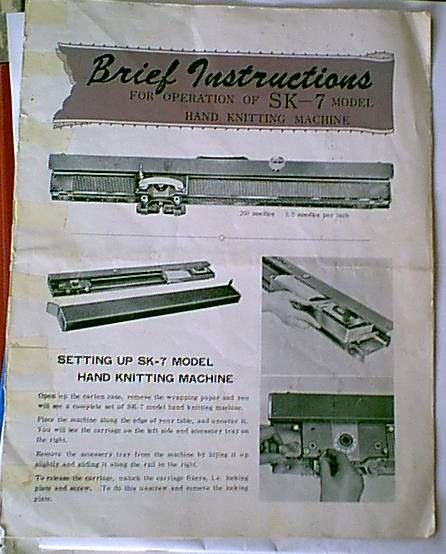 Brief Instructions
FOR OPERATION OF SK-7 MODEL
HAND KNITTING MACHINE
200 needles 5.5 needles per inch
SETTING UP SK-7 MODEL
HAND KNITTING MACHINE
Open up the carton case, remove the wrapping paper and you
will see a complete set of SK-7 model hand knitting machine.
Place the machine along the edge of your table, and uncover it.
You will see the carriage on the left side and accessory tray on
the right.
Remove the accessory tray from the machine by lifting it up
slightly and sliding it along the rail to the right.
To release the carriage, unlock the carriage fixers, i.e. locking
plate and screw. To do this unscrew and remove the locking
plate.